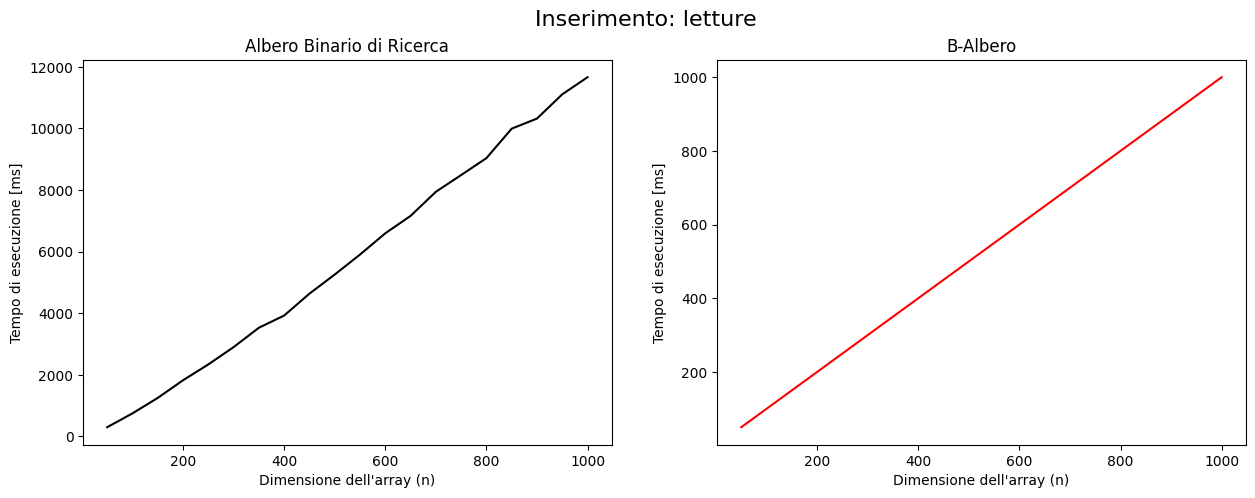 Inserimento: letture
Albero Binario di Ricerca
12000
10000
8000
6000
4000
2000
0
Tempo di esecuzione [ms]
200 400 600 800 1000
Dimensione dell'array (n)
B-Albero
1000
800
600
400
200
Tempo di esecuzione [ms]
200 400 600 800 1000
Dimensione dell'array (n)